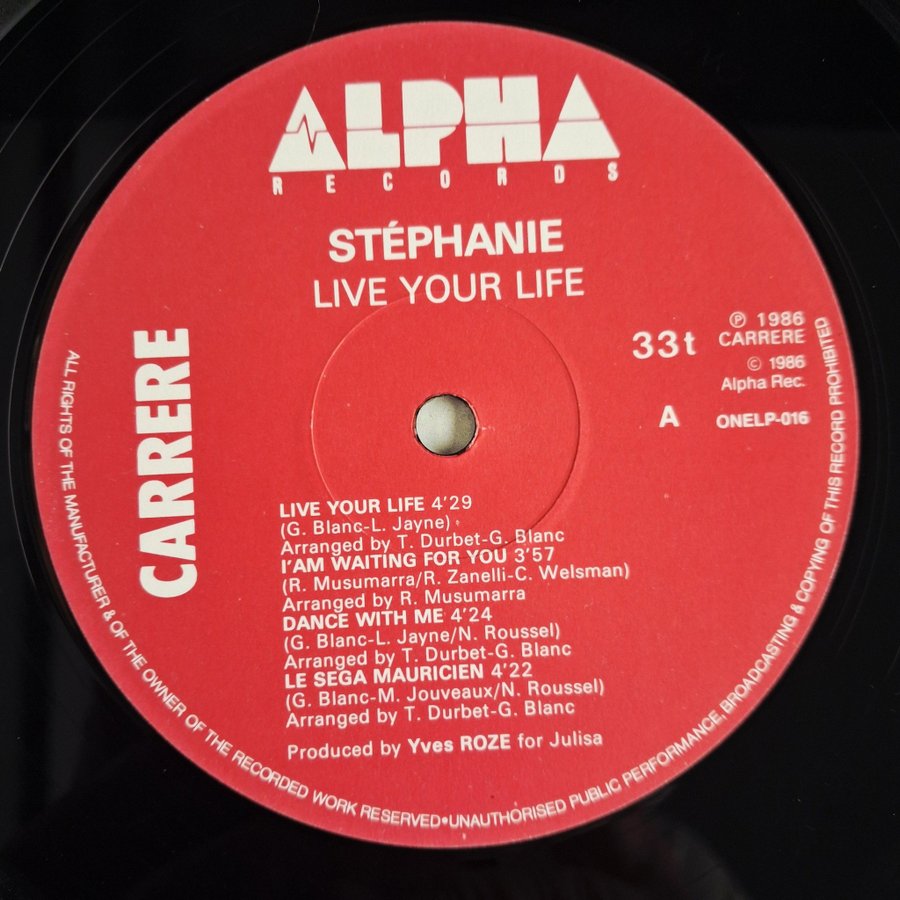 ALPHA
RECORDS
STÉPHANIE
LIVE YOUR LIFE
CARRERE
33t
Ⓟ 1986
CARRERE
© 1986
Alpha Rec.
A
ONELP-016
LIVE YOUR LIFE 4'29
(G. Blanc-L. Jayne)
Arranged by T. Durbet-G. Blanc
I'AM WAITING FOR YOU 3'57
(R. Musumarra/R. Zanelli-C. Welsman)
Arranged by R. Musumarra
DANCE WITH ME 4'24
(G. Blanc-L. Jayne/N. Roussel)
Arranged by T. Durbet-G. Blanc
LE SEGA MAURICIEN 4'22
(G. Blanc-M. Jouveaux/N. Roussel)
Arranged by T. Durbet-G. Blanc
Produced by Yves ROZE for Julisa
ALL RIGHTS OF THE MANUFACTURER & OF THE OWNER OF THE RECORDED WORK RESERVED•UNAUTHORISED PUBLIC PERFORMANCE, BROADCASTING & COPYING OF THIS RECORD PROHIBITED